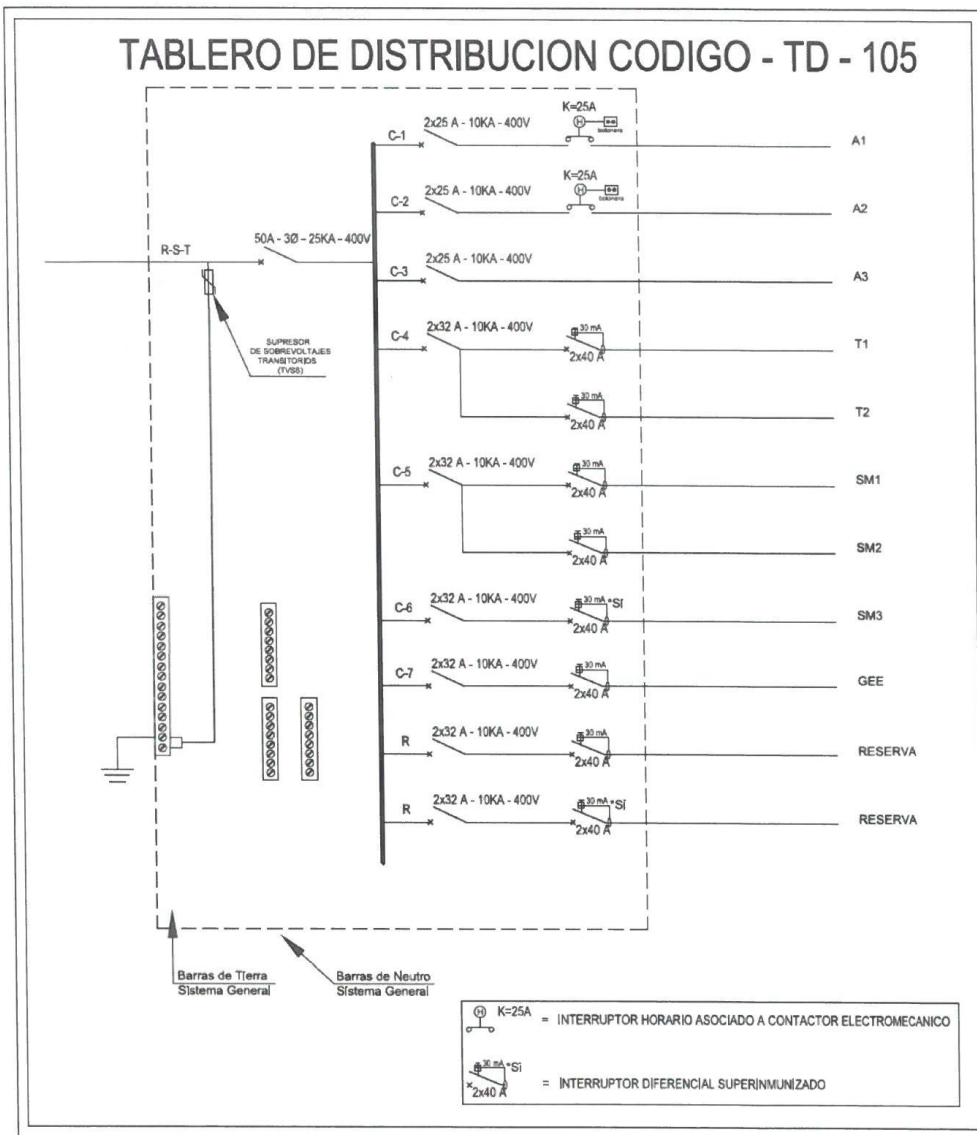 TABLERO DE DISTRIBUCION CODIGO - TD - 105
K=25A
C-1
2x25 A - 10KA - 400V
H
botonera
A1
K=25A
C-2
2x25 A - 10KA - 400V
H
botonera
A2
R-S-T
50A - 3Ø - 25KA - 400V
C-3
2x25 A - 10KA - 400V
A3
SUPRESOR
DE SOBREVOLTAJES
TRANSITORIOS
(TVSS)
C-4
2x32 A - 10KA - 400V
30 mA
2x40 A
T1
30 mA
2x40 A
T2
C-5
2x32 A - 10KA - 400V
30 mA
2x40 A
SM1
30 mA
2x40 A
SM2
C-6
2x32 A - 10KA - 400V
30 mA *Si
2x40 A
SM3
C-7
2x32 A - 10KA - 400V
30 mA
2x40 A
GEE
R
2x32 A - 10KA - 400V
30 mA
2x40 A
RESERVA
R
2x32 A - 10KA - 400V
30 mA *Si
2x40 A
RESERVA
Barras de Tierra
Sistema General
Barras de Neutro
Sistema General
H K=25A = INTERRUPTOR HORARIO ASOCIADO A CONTACTOR ELECTROMECANICO
30 mA *Si
2x40 A = INTERRUPTOR DIFERENCIAL SUPERINMUNIZADO